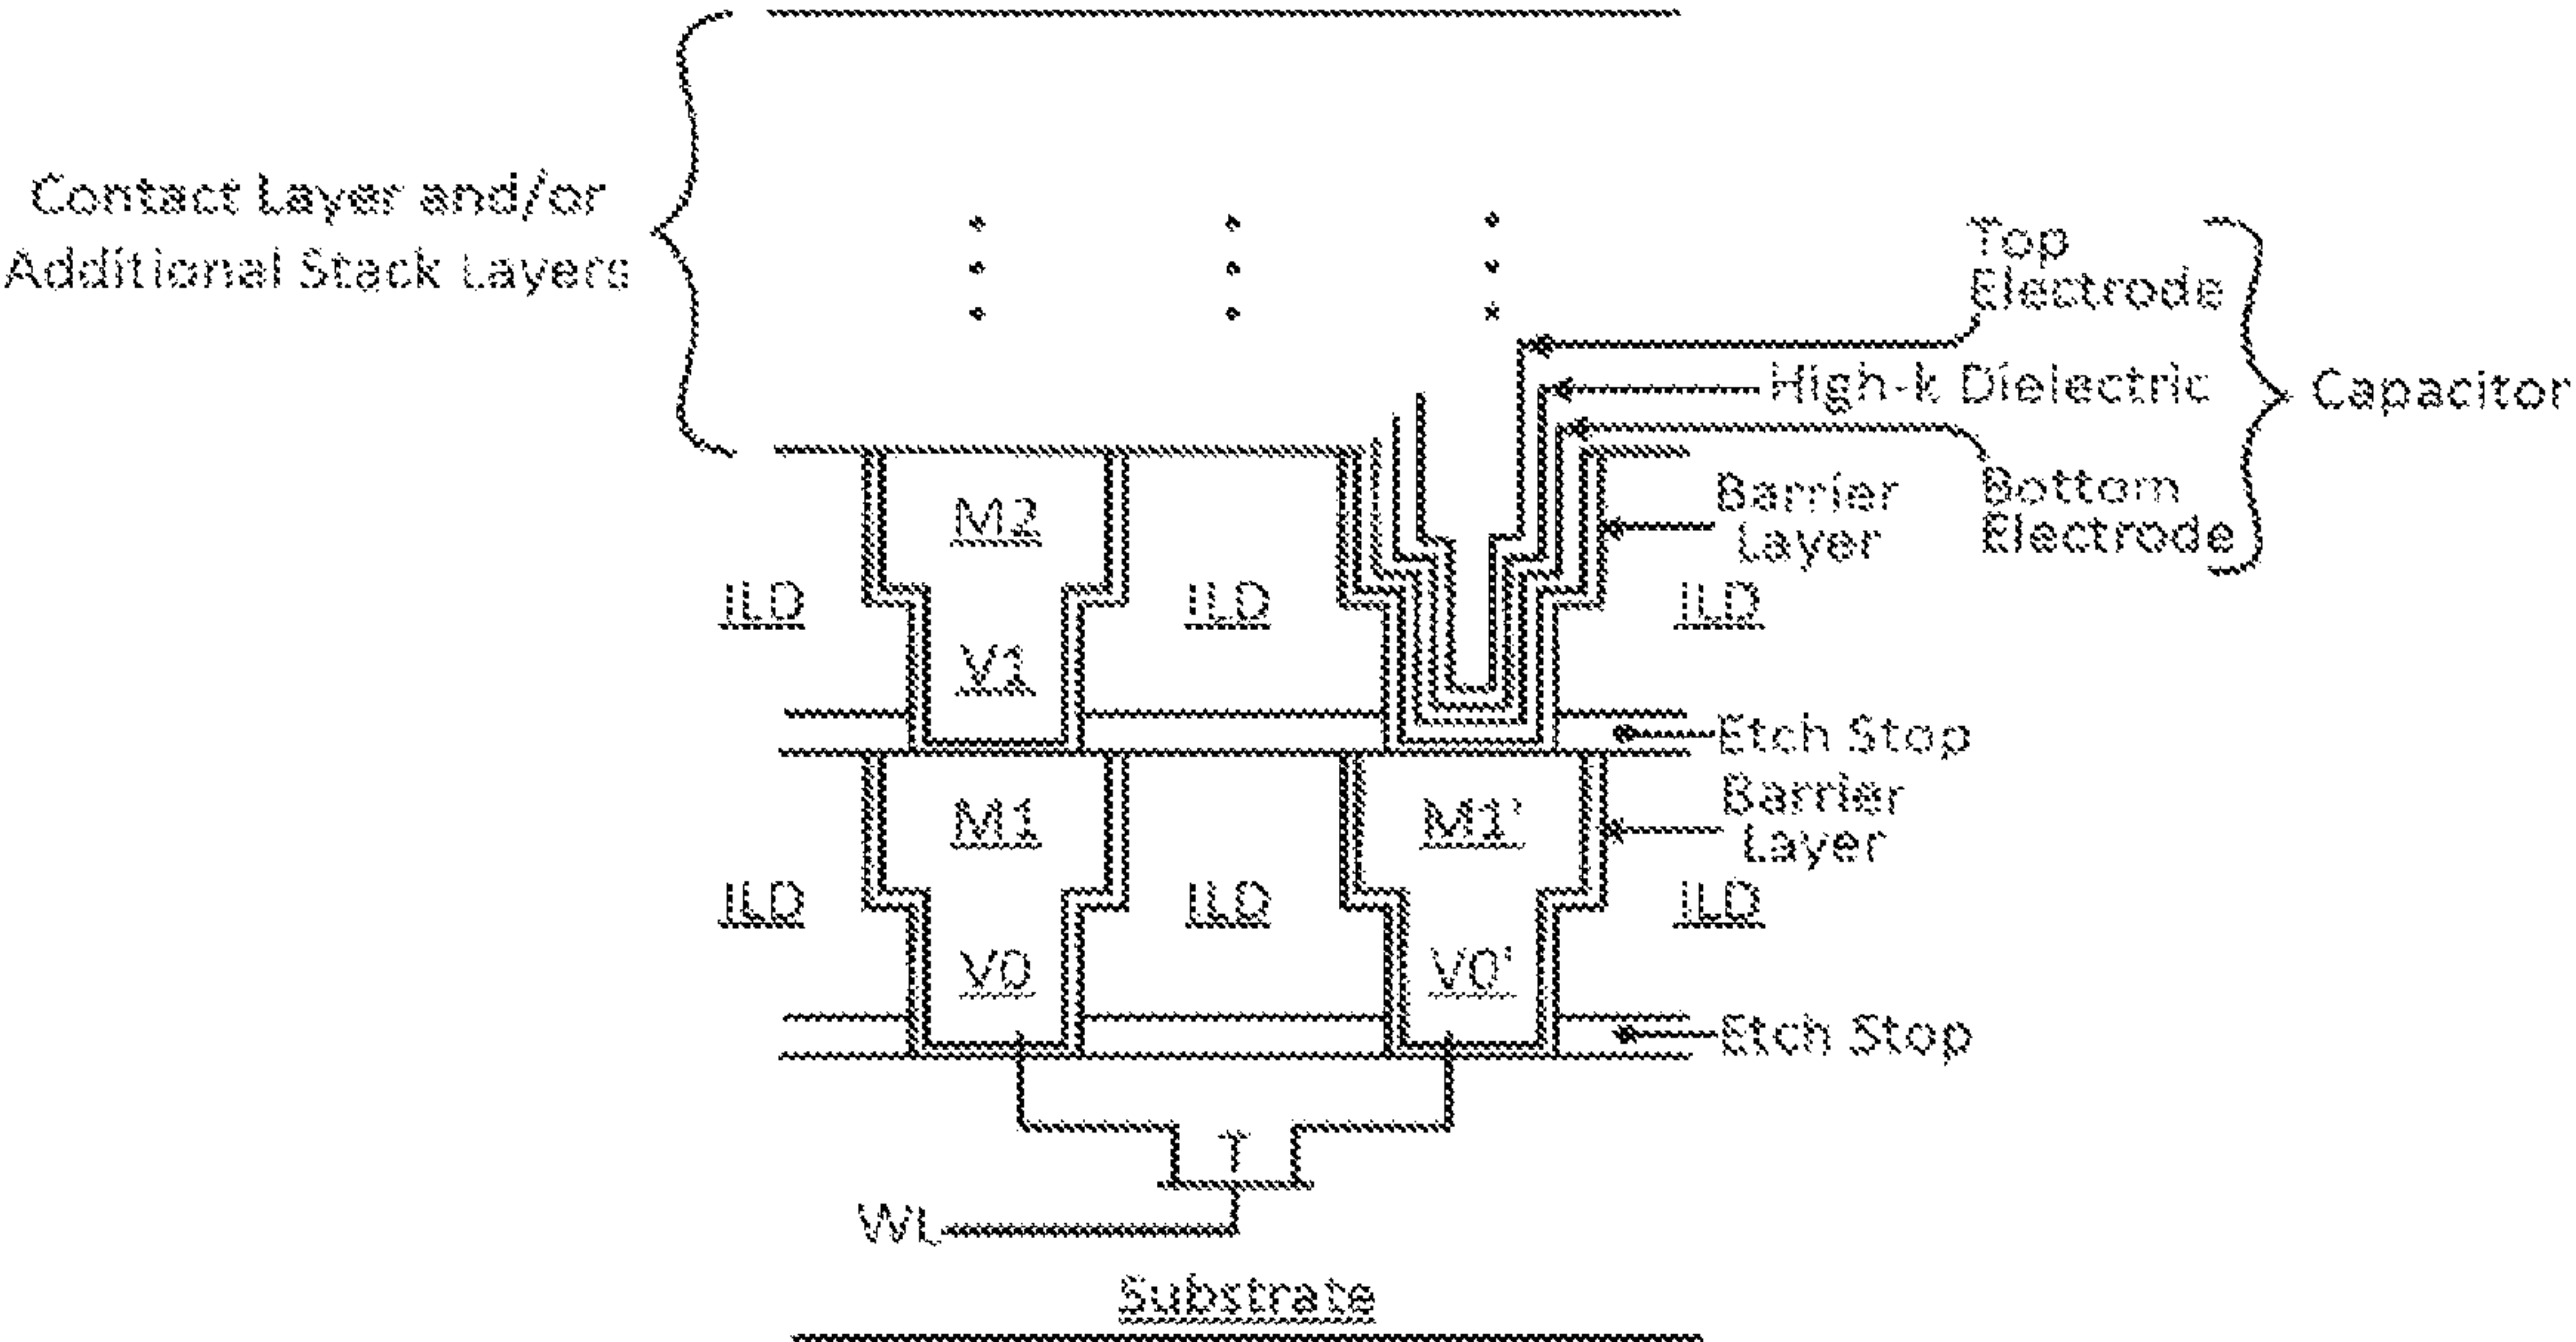 Contact Layer and/or
Additional Stack Layers
Top
Electrode
High-k Dielectric
Capacitor
Bottom
Electrode
Barrier
Layer
M2
ILD
ILD
ILD
V1
Etch Stop
Barrier
Layer
M1
M1'
ILD
ILD
ILD
V0
V0'
Etch Stop
T
WL
Substrate